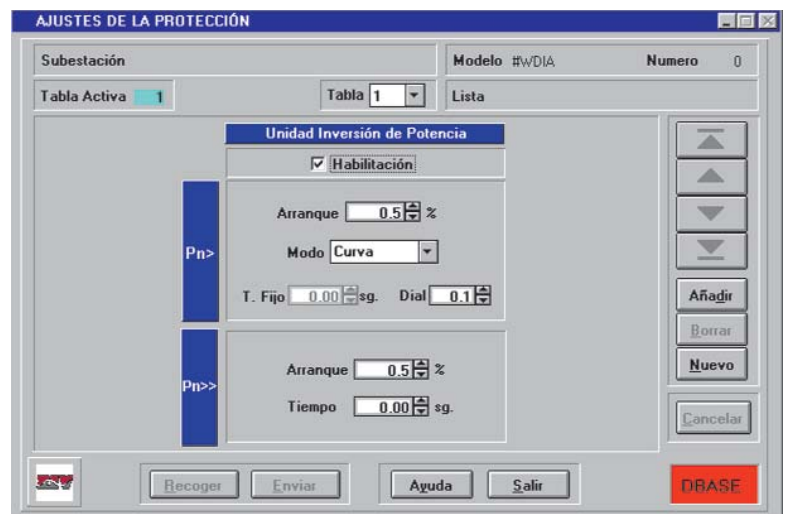 AJUSTES DE LA PROTECCIÓN
Subestación
Modelo #WDIA Numero 0
Tabla Activa 1 Tabla 1 Lista
Unidad Inversión de Potencia
Habilitación
Pn>
Arranque 0.5 %
Modo Curva
T. Fijo 0.00 sg. Dial 0.1
Pn>>
Arranque 0.5 %
Tiempo 0.00 sg.
Añadir
Borrar
Nuevo
Cancelar
Recoger Enviar Ayuda Salir DBASE